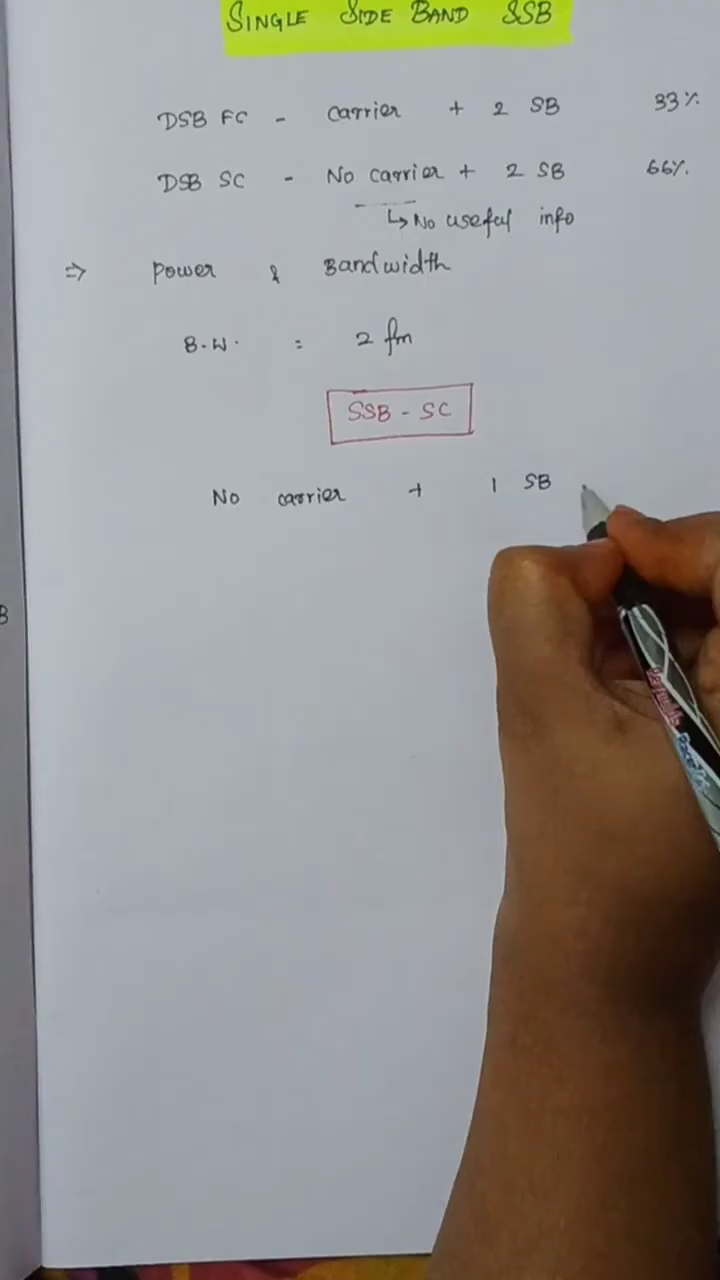 SINGLE SIDE BAND SSB
DSB FC - carrier + 2 SB 33%
DSB SC - No carrier + 2 SB 66%.
↳ No useful info
⇒ Power & Bandwidth
B.W. = 2 fm
SSB - SC
No carrier + 1 SB
B